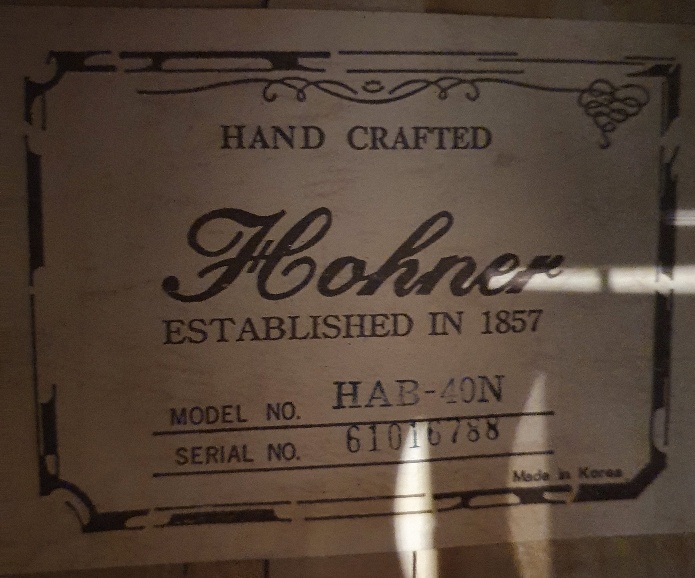 HAND CRAFTED
Hohner
ESTABLISHED IN 1857
MODEL NO. HAB-40N
SERIAL NO. 61016788
Made in Korea